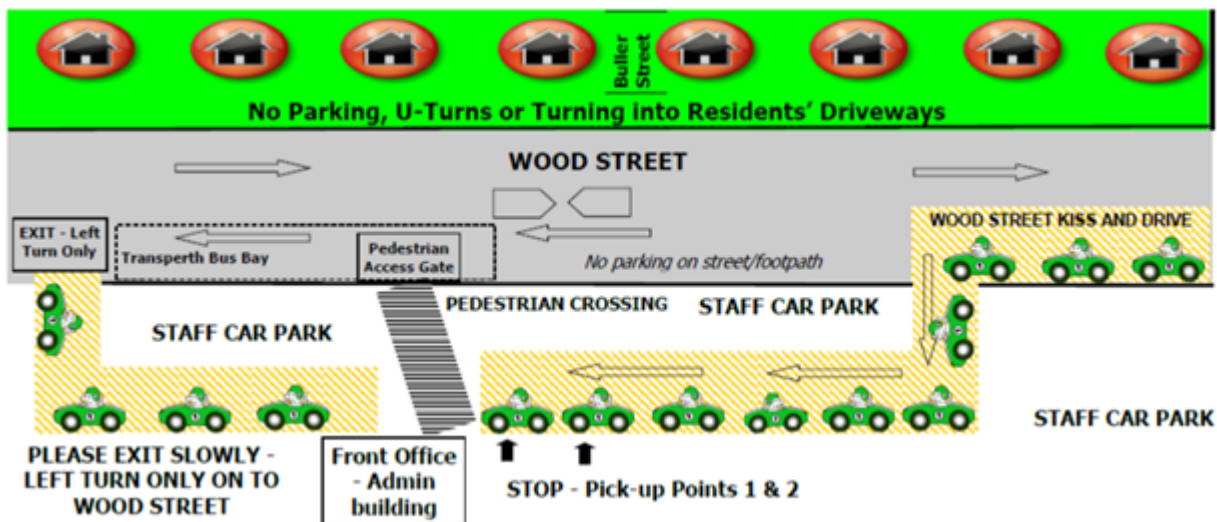 Buller
Street
No Parking, U-Turns or Turning into Residents' Driveways
WOOD STREET
EXIT - Left
Turn Only
Transperth Bus Bay
Pedestrian
Access Gate
No parking on street/footpath
WOOD STREET KISS AND DRIVE
PEDESTRIAN CROSSING
STAFF CAR PARK
STAFF CAR PARK
STAFF CAR PARK
PLEASE EXIT SLOWLY -
LEFT TURN ONLY ON TO
WOOD STREET
Front Office
- Admin
building
STOP - Pick-up Points 1 & 2